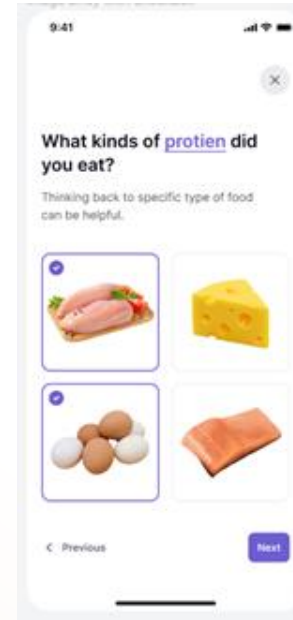 9:41
What kinds of protien did
you eat?
Thinking back to specific type of food
can be helpful.
< Previous
Next